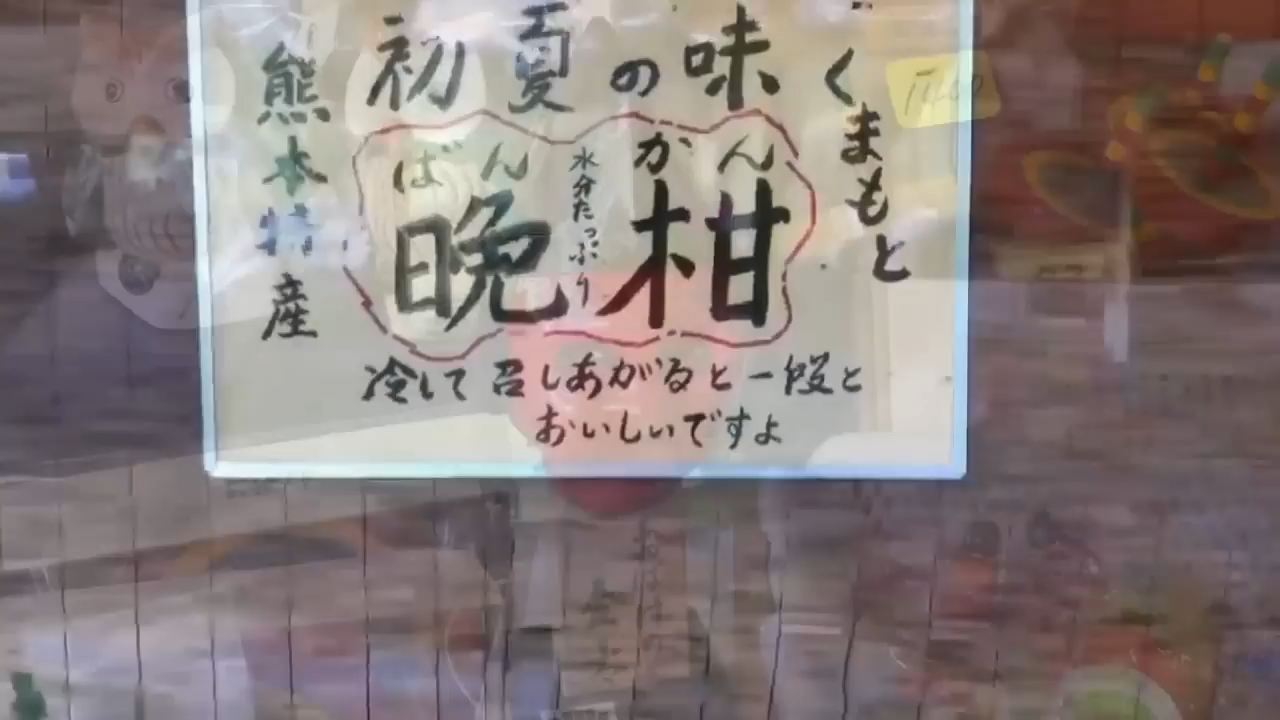 くまもと
初夏の味
熊本特産
ばんかん
晩柑
水分たっぷり
冷して召しあがると一段と
おいしいですよ